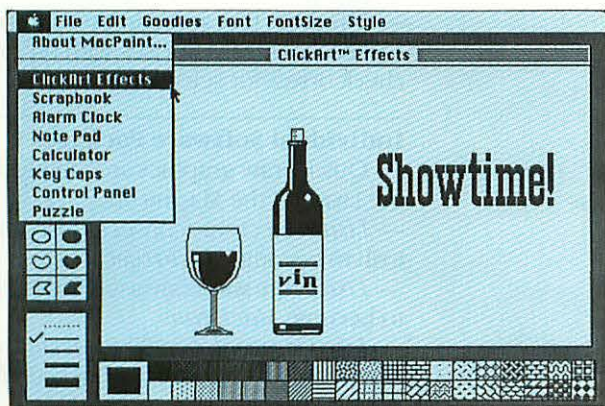 File Edit Goodies Font FontSize Style
About MacPaint...
ClickArt Effects
Scrapbook
Alarm Clock
Note Pad
Calculator
Key Caps
Control Panel
Puzzle
ClickArt™ Effects
Showtime!
vin